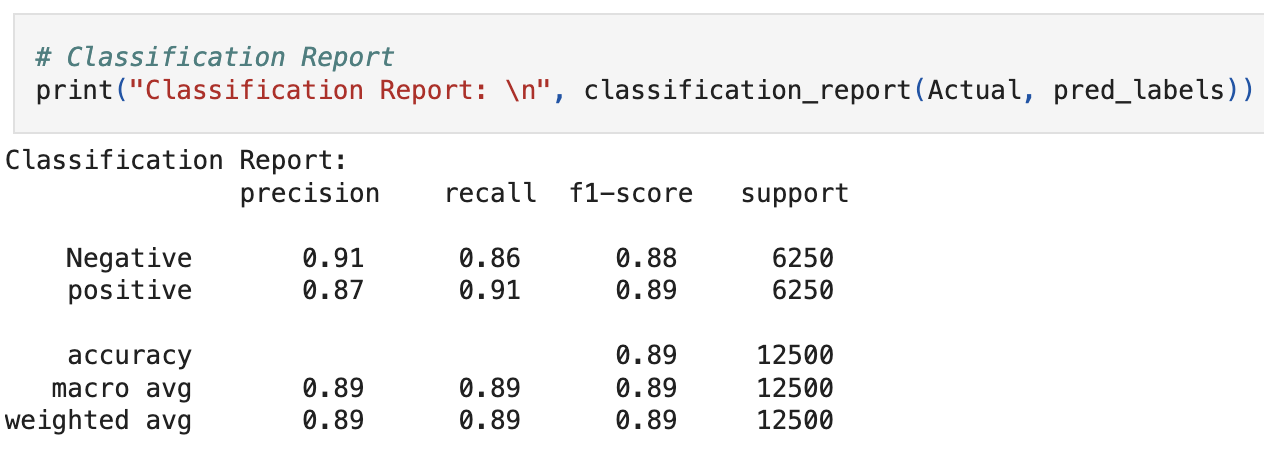 # Classification Report
print("Classification Report: \n", classification_report(Actual, pred_labels))
Classification Report:
precision recall f1-score support
Negative 0.91 0.86 0.88 6250
positive 0.87 0.91 0.89 6250
accuracy 0.89 12500
macro avg 0.89 0.89 0.89 12500
weighted avg 0.89 0.89 0.89 12500